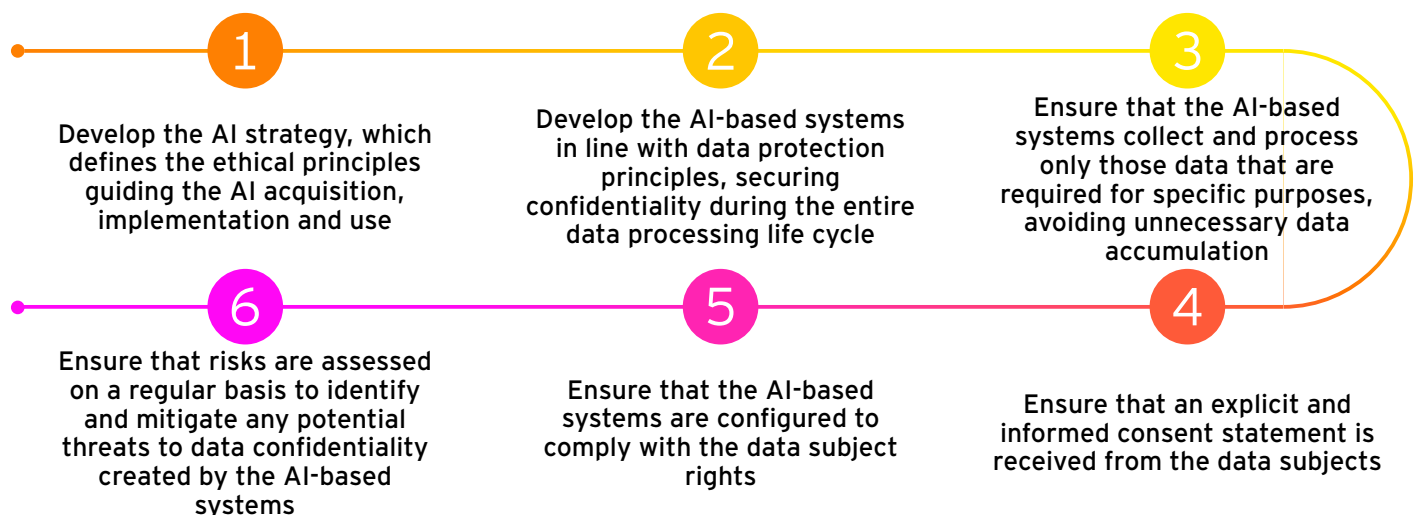 1
Develop the AI strategy, which
defines the ethical principles
guiding the AI acquisition,
implementation and use
2
Develop the AI-based systems
in line with data protection
principles, securing
confidentiality during the entire
data processing life cycle
3
Ensure that the AI-based
systems collect and process
only those data that are
required for specific purposes,
avoiding unnecessary data
accumulation
4
Ensure that an explicit and
informed consent statement is
received from the data subjects
5
Ensure that the AI-based
systems are configured to
comply with the data subject
rights
6
Ensure that risks are assessed
on a regular basis to identify
and mitigate any potential
threats to data confidentiality
created by the AI-based
systems